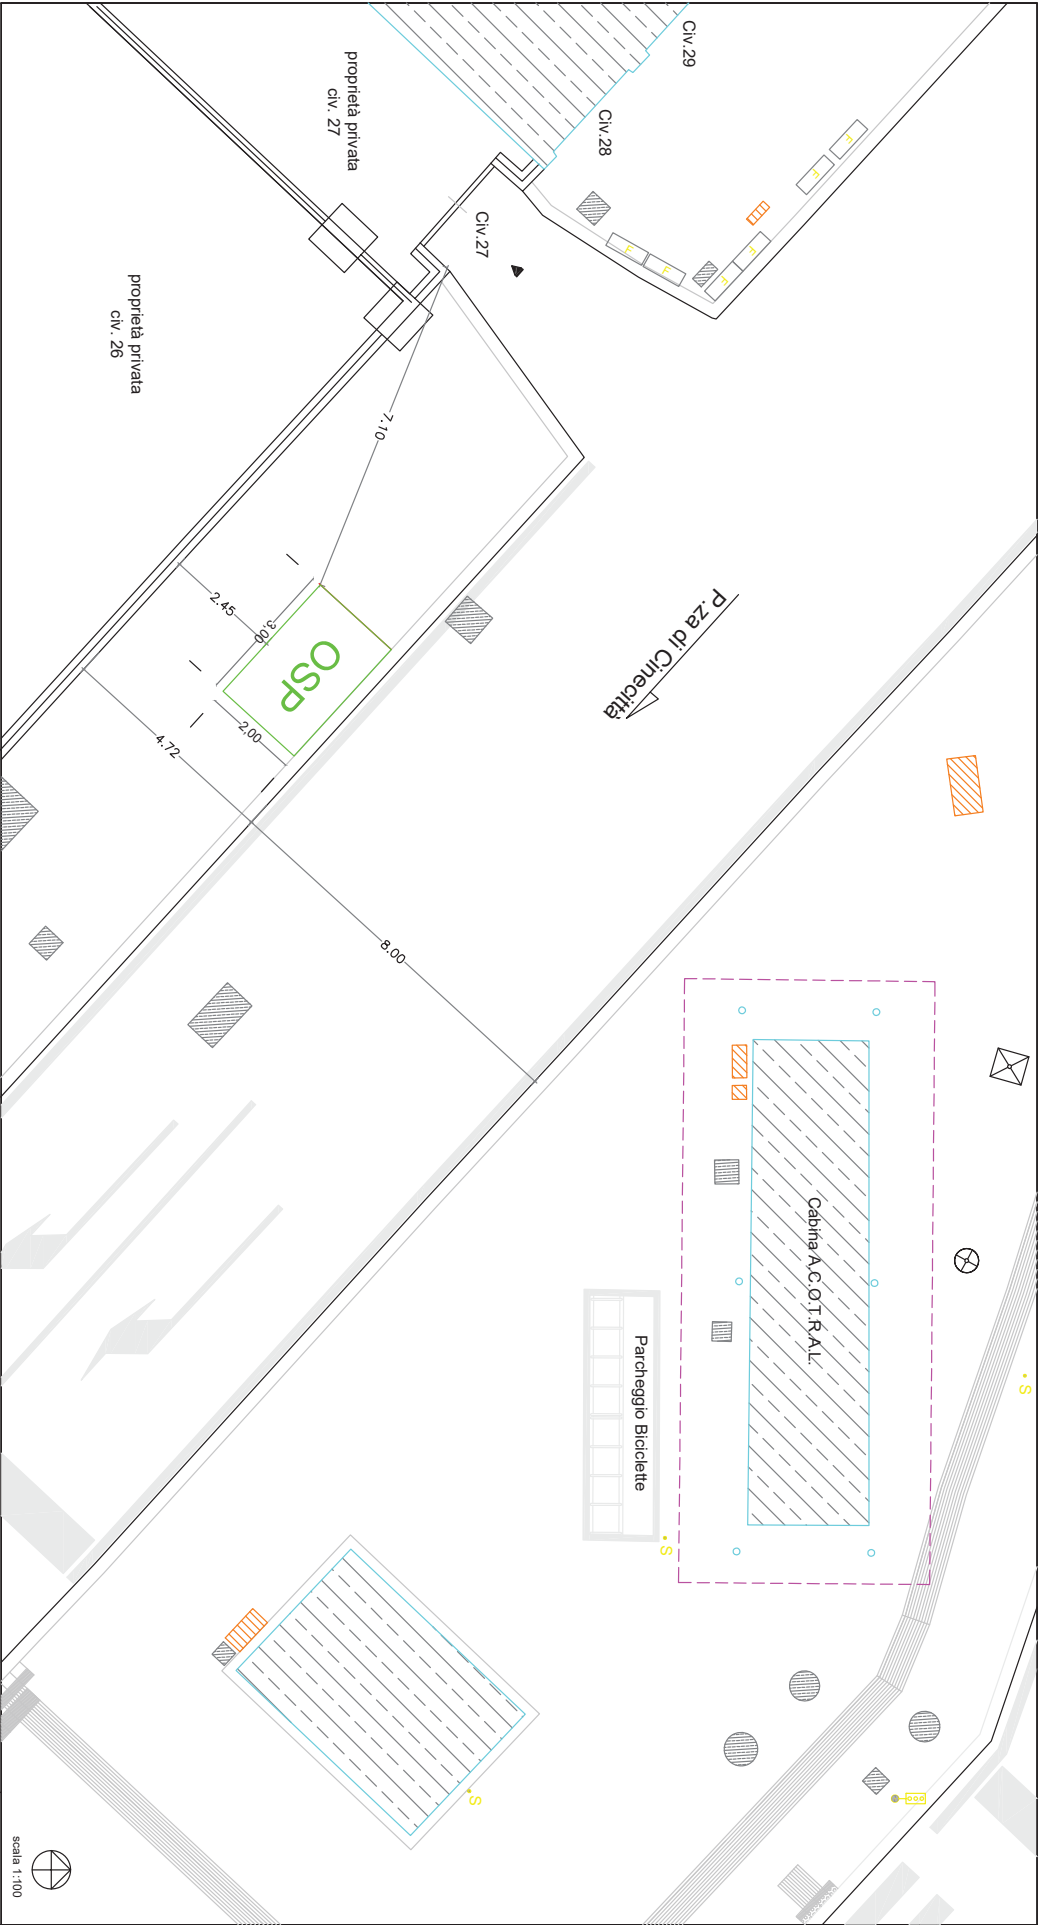 Civ.29
Civ.28
Civ.27
proprietà privata
civ. 27
proprietà privata
civ. 26
F
F
F
F
F
F
7.10
2.45
3,00
OSP
2,00
4.72
8.00
P.za di Cinecittà
Cabina A.C.O.T.R.A.L.
Parcheggio Biciclette
S
S
S
scala 1:100